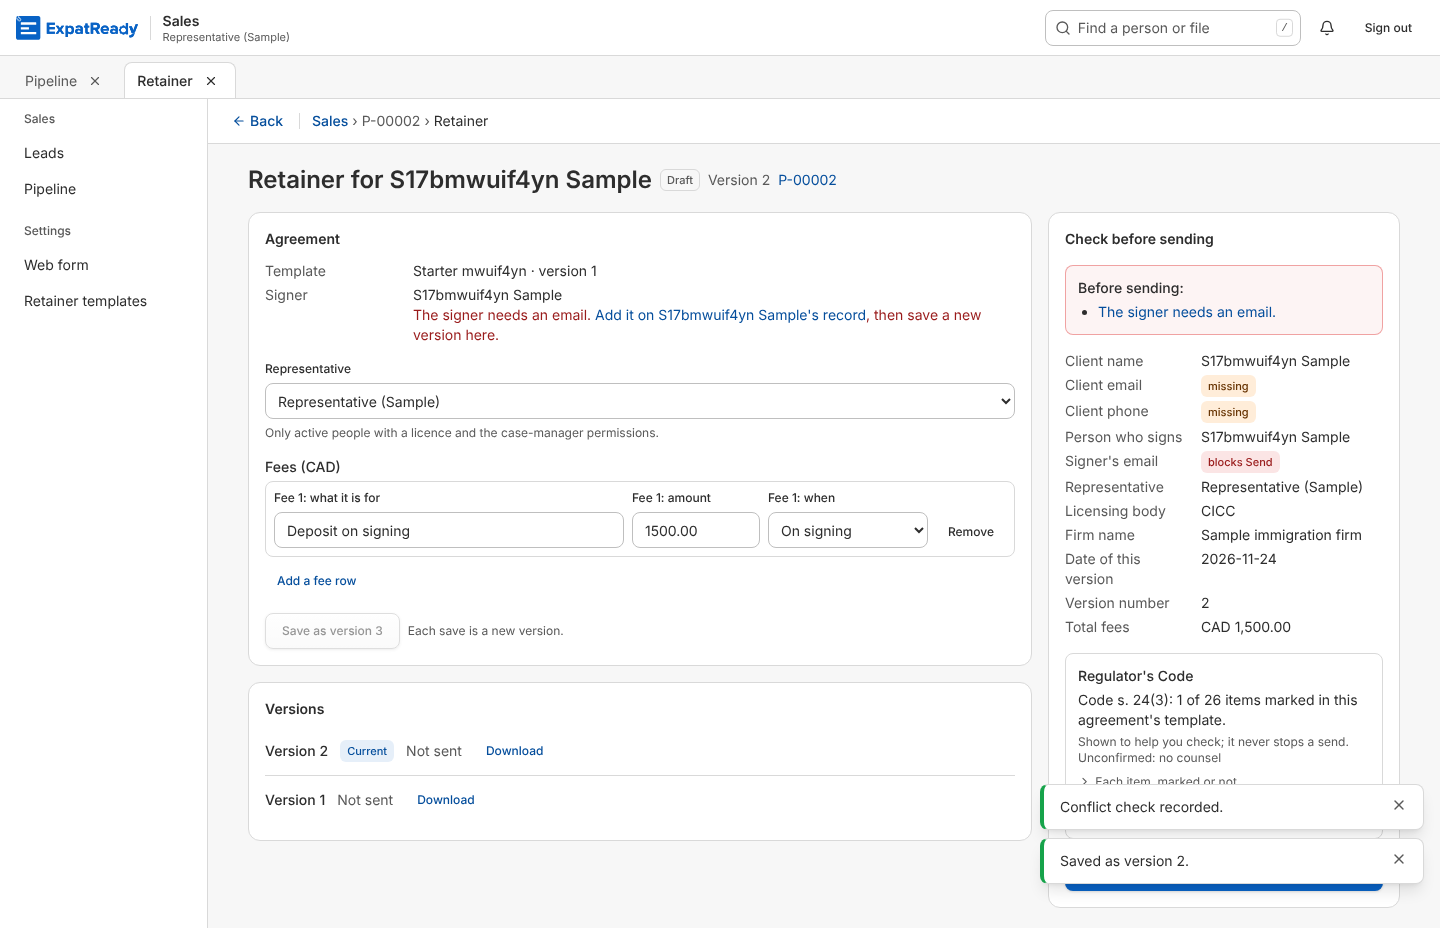 ExpatReady
Sales
Representative (Sample)
Find a person or file
/
Sign out
Pipeline
Retainer
Sales
Leads
Pipeline
Settings
Web form
Retainer templates
← Back
Sales › P-00002 › Retainer
Retainer for S17bmwuif4yn Sample
Draft
Version 2
P-00002
Agreement
Template
Starter mwuif4yn · version 1
Signer
S17bmwuif4yn Sample
The signer needs an email. Add it on S17bmwuif4yn Sample's record, then save a new
version here.
Representative
Representative (Sample)
Only active people with a licence and the case-manager permissions.
Fees (CAD)
Fee 1: what it is for
Fee 1: amount
Fee 1: when
Deposit on signing
1500.00
On signing
Remove
Add a fee row
Save as version 3
Each save is a new version.
Versions
Version 2
Current
Not sent
Download
Version 1
Not sent
Download
Check before sending
Before sending:
• The signer needs an email.
Client name
S17bmwuif4yn Sample
Client email
missing
Client phone
missing
Person who signs
S17bmwuif4yn Sample
Signer's email
blocks Send
Representative
Representative (Sample)
Licensing body
CICC
Firm name
Sample immigration firm
Date of this
version
2026-11-24
Version number
2
Total fees
CAD 1,500.00
Regulator's Code
Code s. 24(3): 1 of 26 items marked in this
agreement's template.
Shown to help you check; it never stops a send.
Unconfirmed: no counsel
Each item, marked or not
Conflict check recorded.
Saved as version 2.